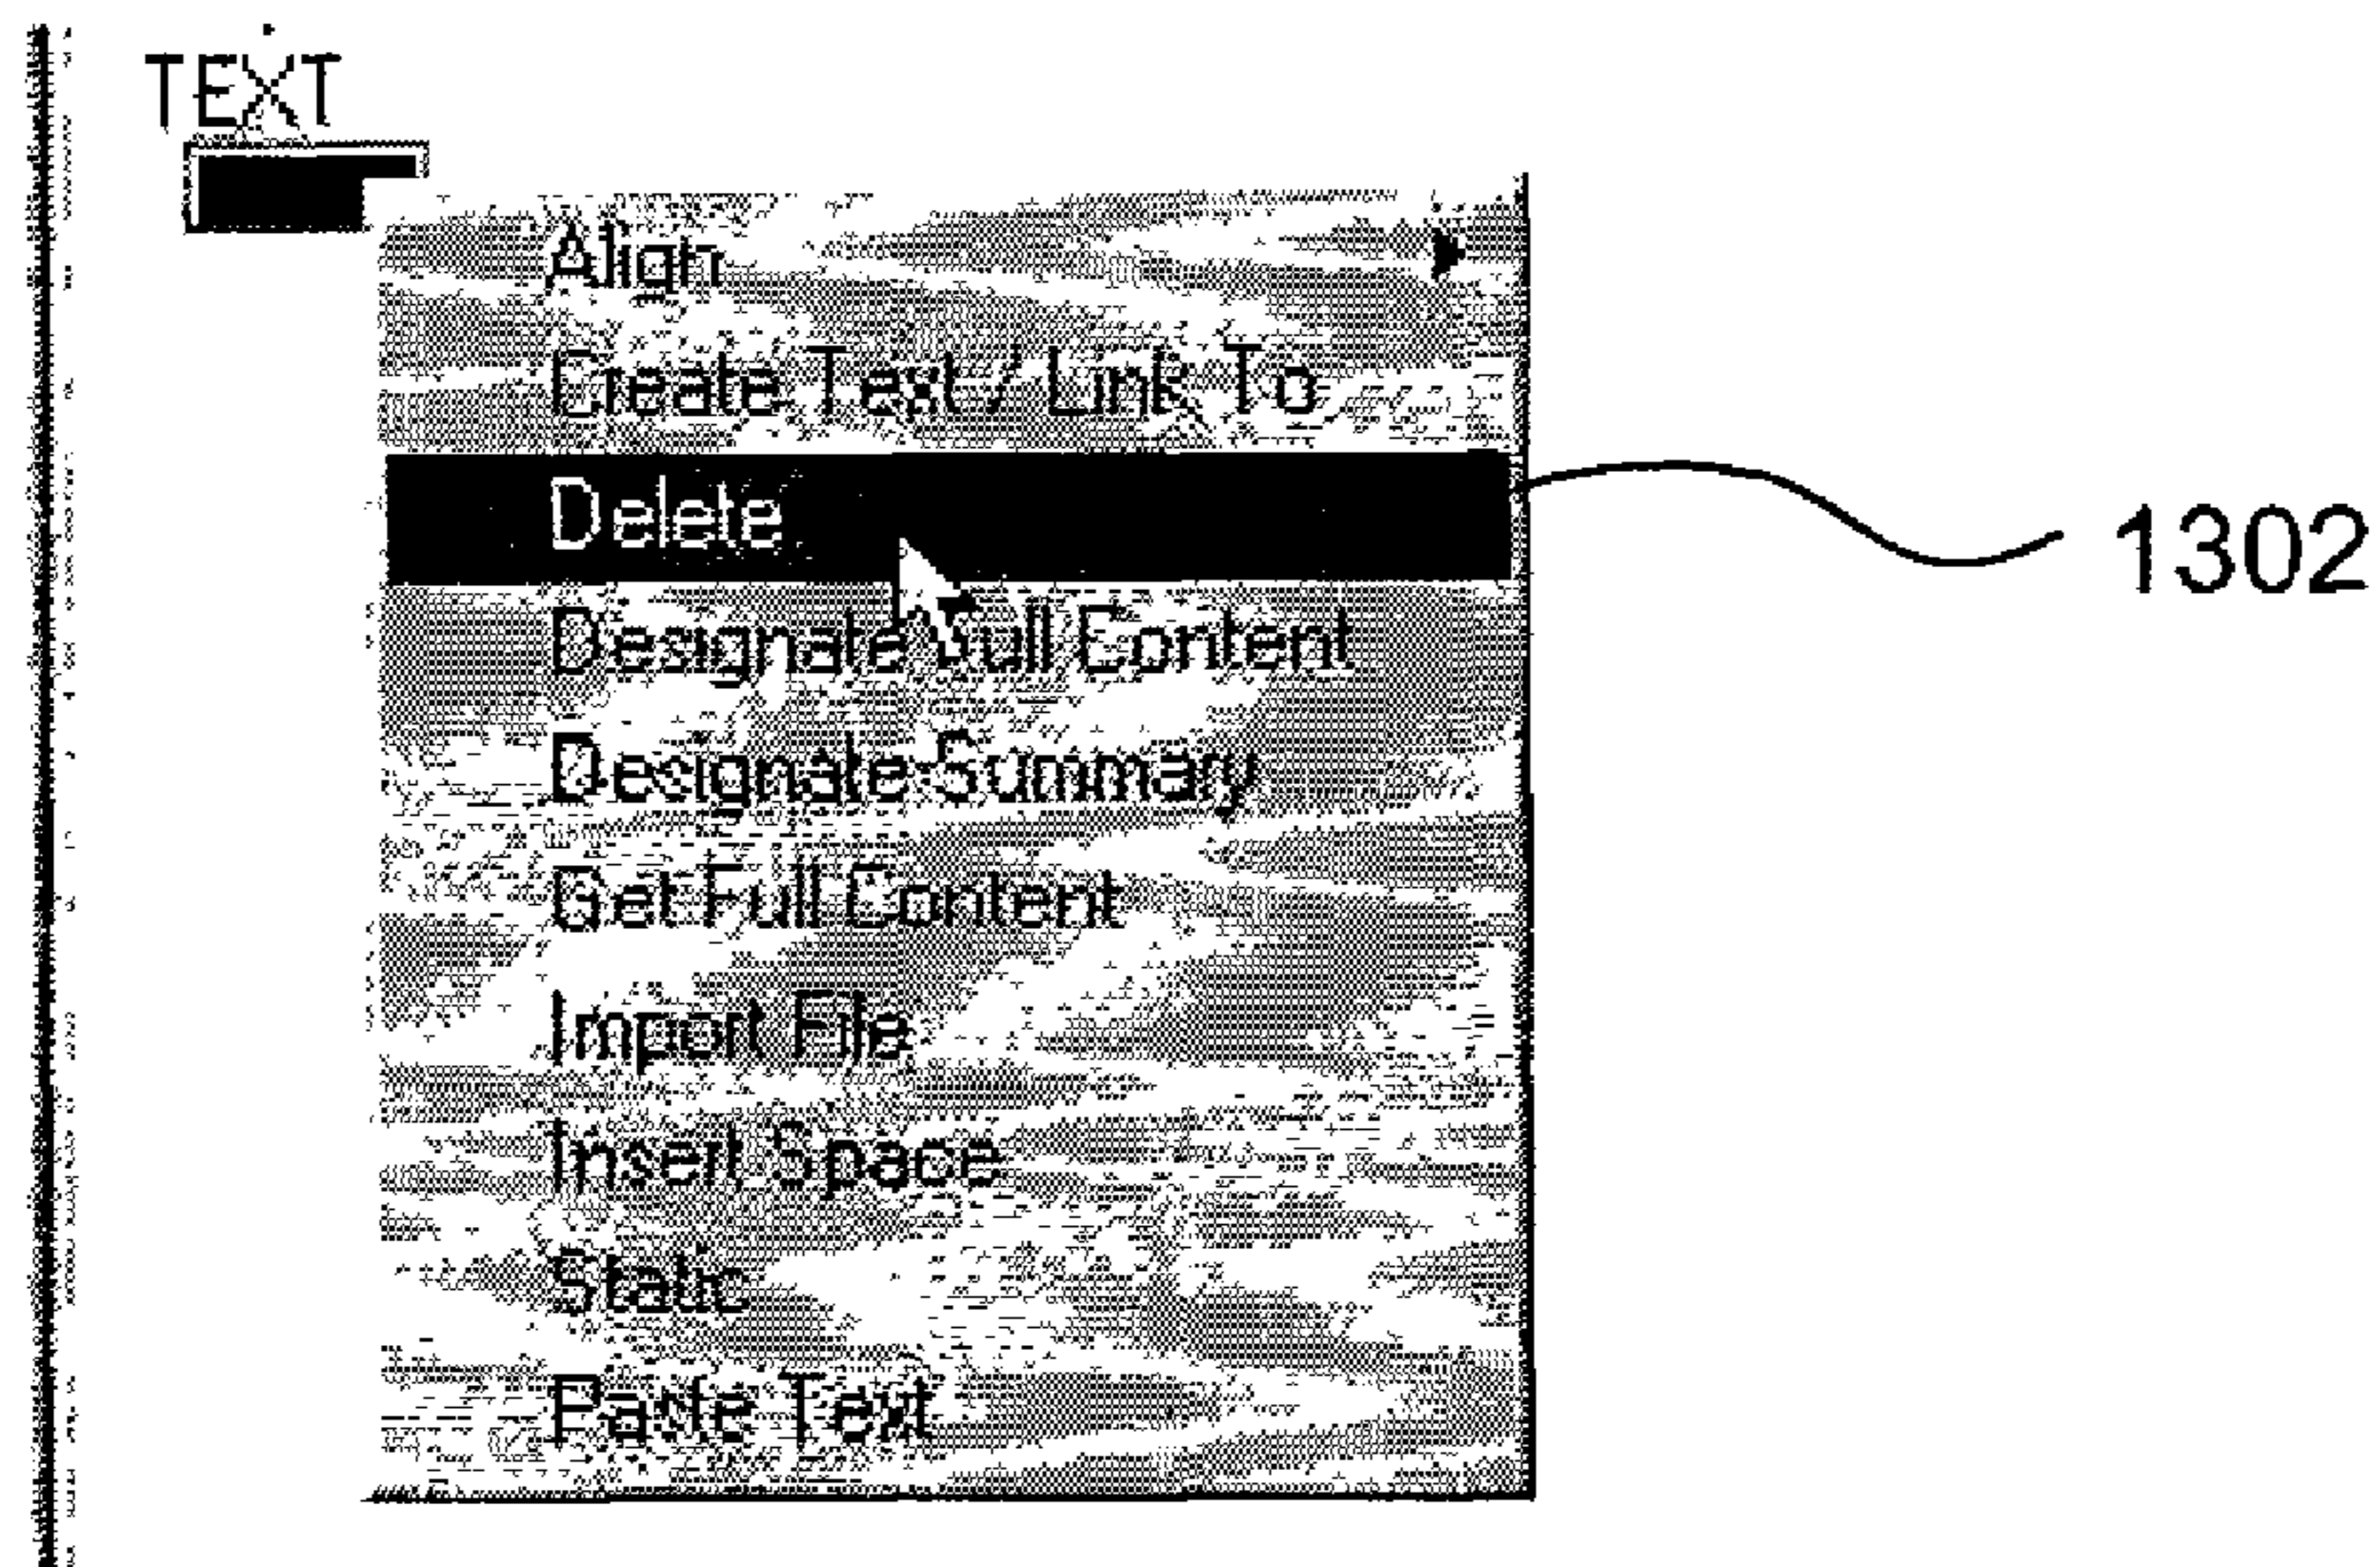 TEXT
Align
Create Text / Link To
Delete
1302
Designate Full Content
Designate Summary
Get Full Content
Import File
Insert Space
Static
Paste Text